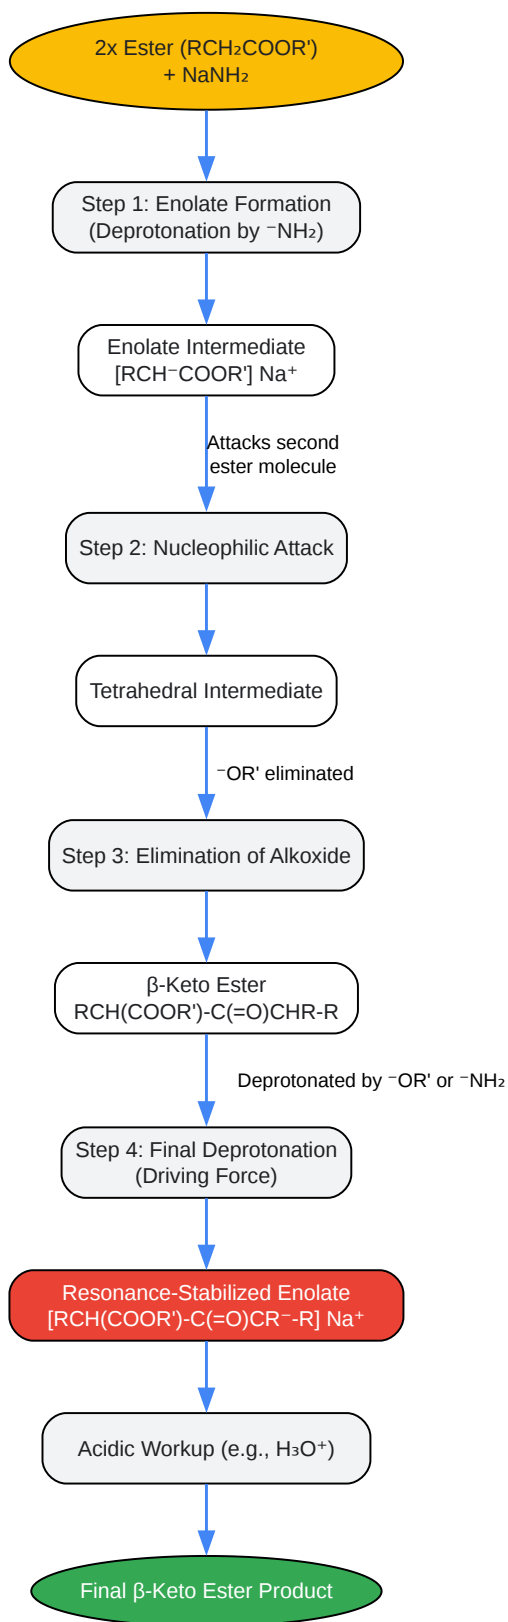 2x Ester (RCH₂COOR')
+ NaNH₂
Step 1: Enolate Formation
(Deprotonation by ⁻NH₂)
Enolate Intermediate
[RCH⁻COOR'] Na⁺
Attacks second
ester molecule
Step 2: Nucleophilic Attack
Tetrahedral Intermediate
⁻OR' eliminated
Step 3: Elimination of Alkoxide
β-Keto Ester
RCH(COOR')-C(=O)CHR-R
Deprotonated by ⁻OR' or ⁻NH₂
Step 4: Final Deprotonation
(Driving Force)
Resonance-Stabilized Enolate
[RCH(COOR')-C(=O)CR⁻-R] Na⁺
Acidic Workup (e.g., H₃O⁺)
Final β-Keto Ester Product